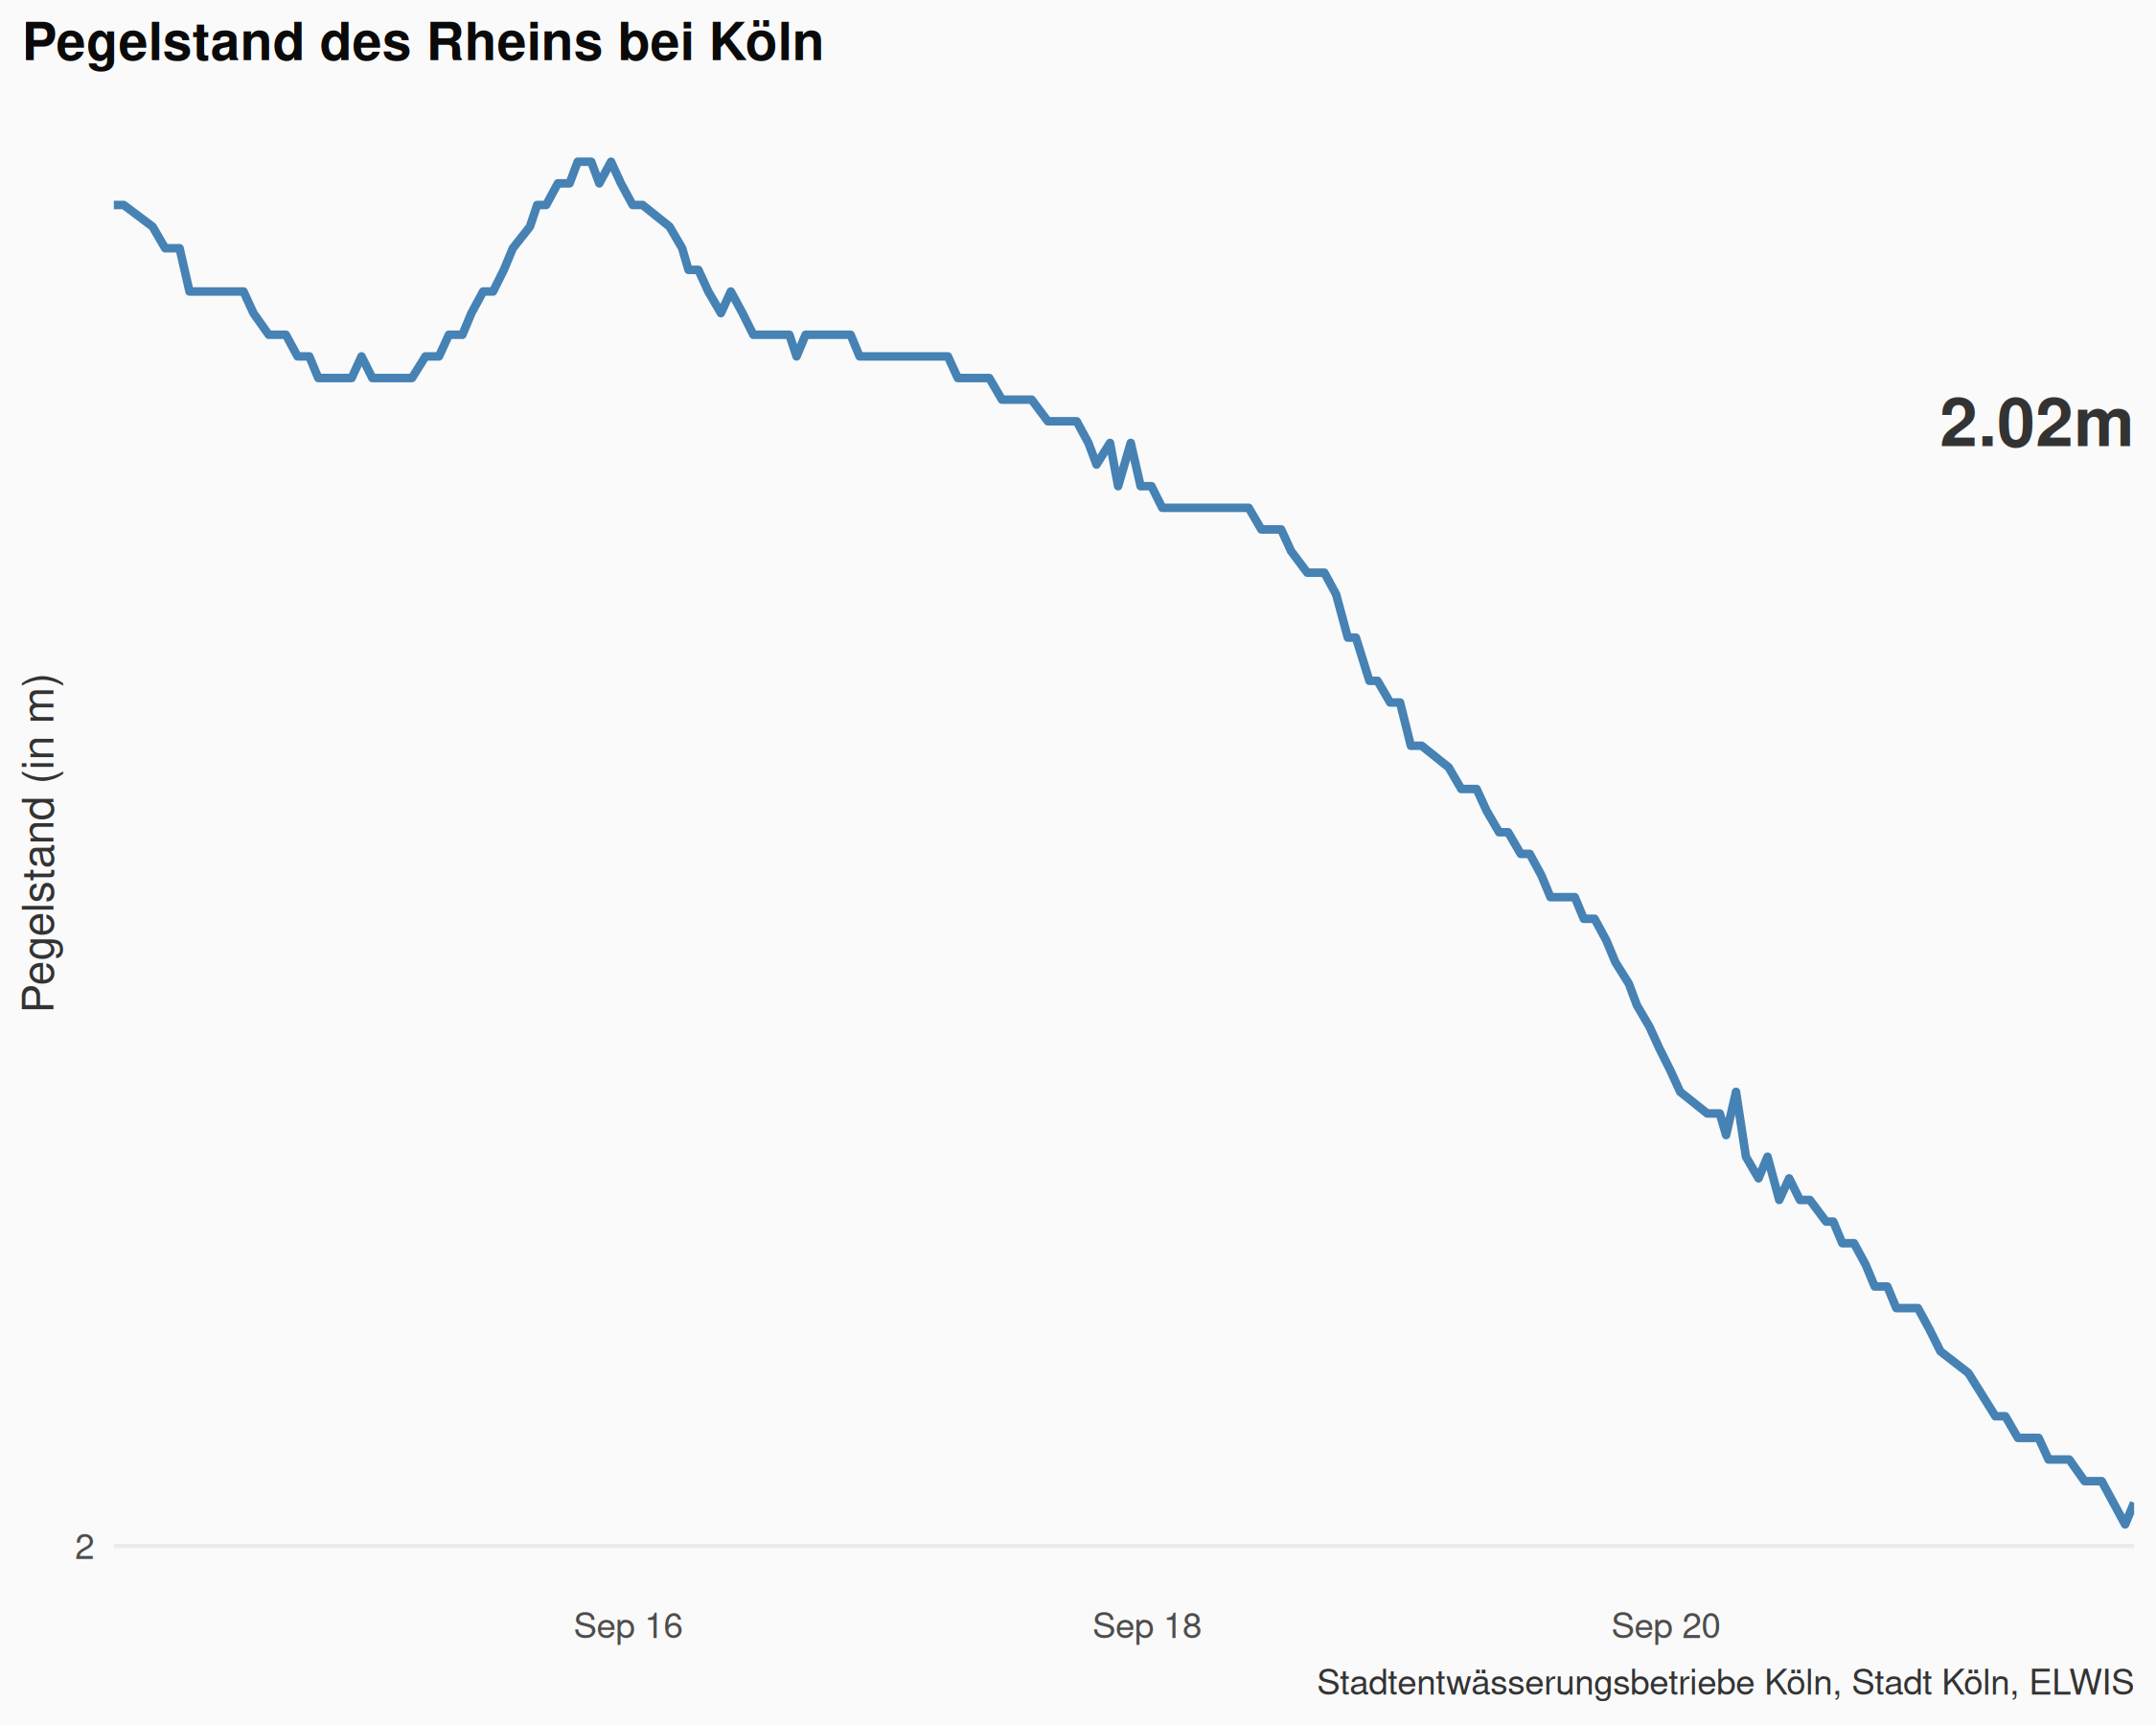 Pegelstand des Rheins bei Köln
2.02m
Pegelstand (in m)
2
Sep 16
Sep 18
Sep 20
Stadtentwässerungsbetriebe Köln, Stadt Köln, ELWIS